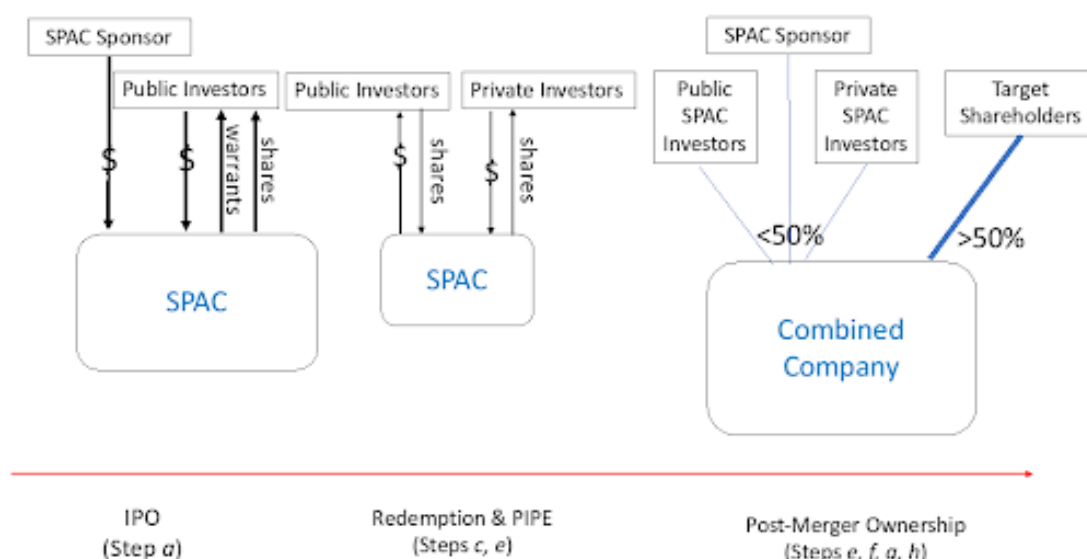 SPAC Sponsor
Public Investors
$
$
warrants
shares
SPAC
IPO
(Step a)
Public Investors
Private Investors
$
shares
$
shares
SPAC
Redemption & PIPE
(Steps c, e)
SPAC Sponsor
Public
SPAC
Investors
Private
SPAC
Investors
Target
Shareholders
<50%
>50%
Combined
Company
Post-Merger Ownership
(Steps e, f, g, h)